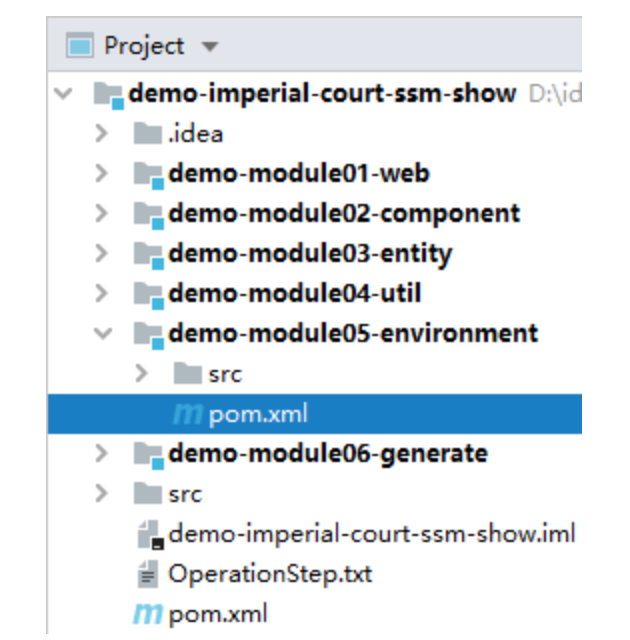 Project
demo-imperial-court-ssm-show D:\id
.idea
demo-module01-web
demo-module02-component
demo-module03-entity
demo-module04-util
demo-module05-environment
src
m pom.xml
demo-module06-generate
src
demo-imperial-court-ssm-show.iml
OperationStep.txt
m pom.xml